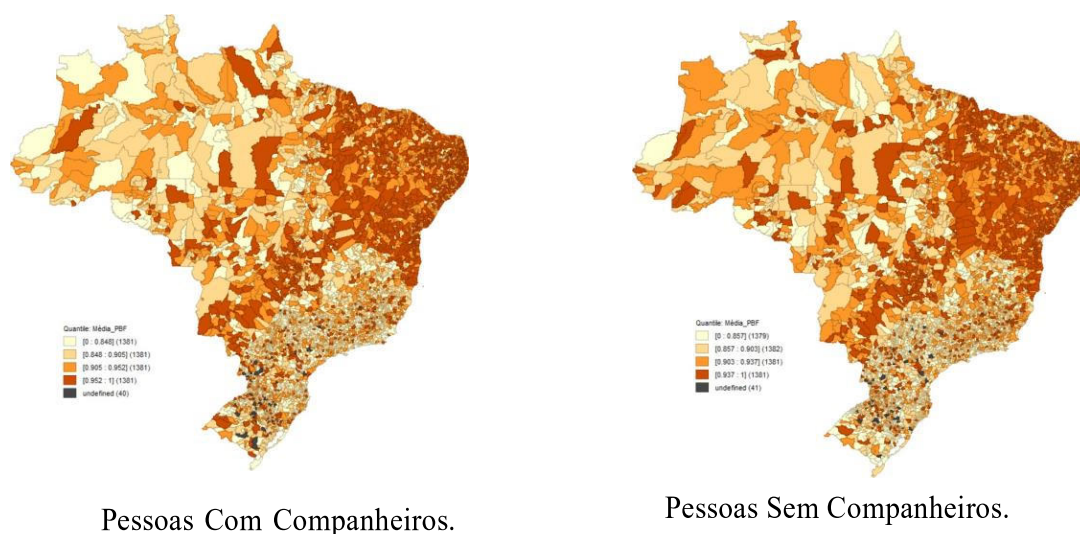 Quantile: Média_PBF
[0 : 0.848] (1381)
[0.848 : 0.905] (1381)
[0.905 : 0.952] (1381)
[0.952 : 1] (1381)
undefined (40)
Pessoas Com Companheiros.
Quantile: Média_PBF
[0 : 0.857] (1379)
[0.857 : 0.903] (1382)
[0.903 : 0.937] (1381)
[0.937 : 1] (1381)
undefined (41)
Pessoas Sem Companheiros.